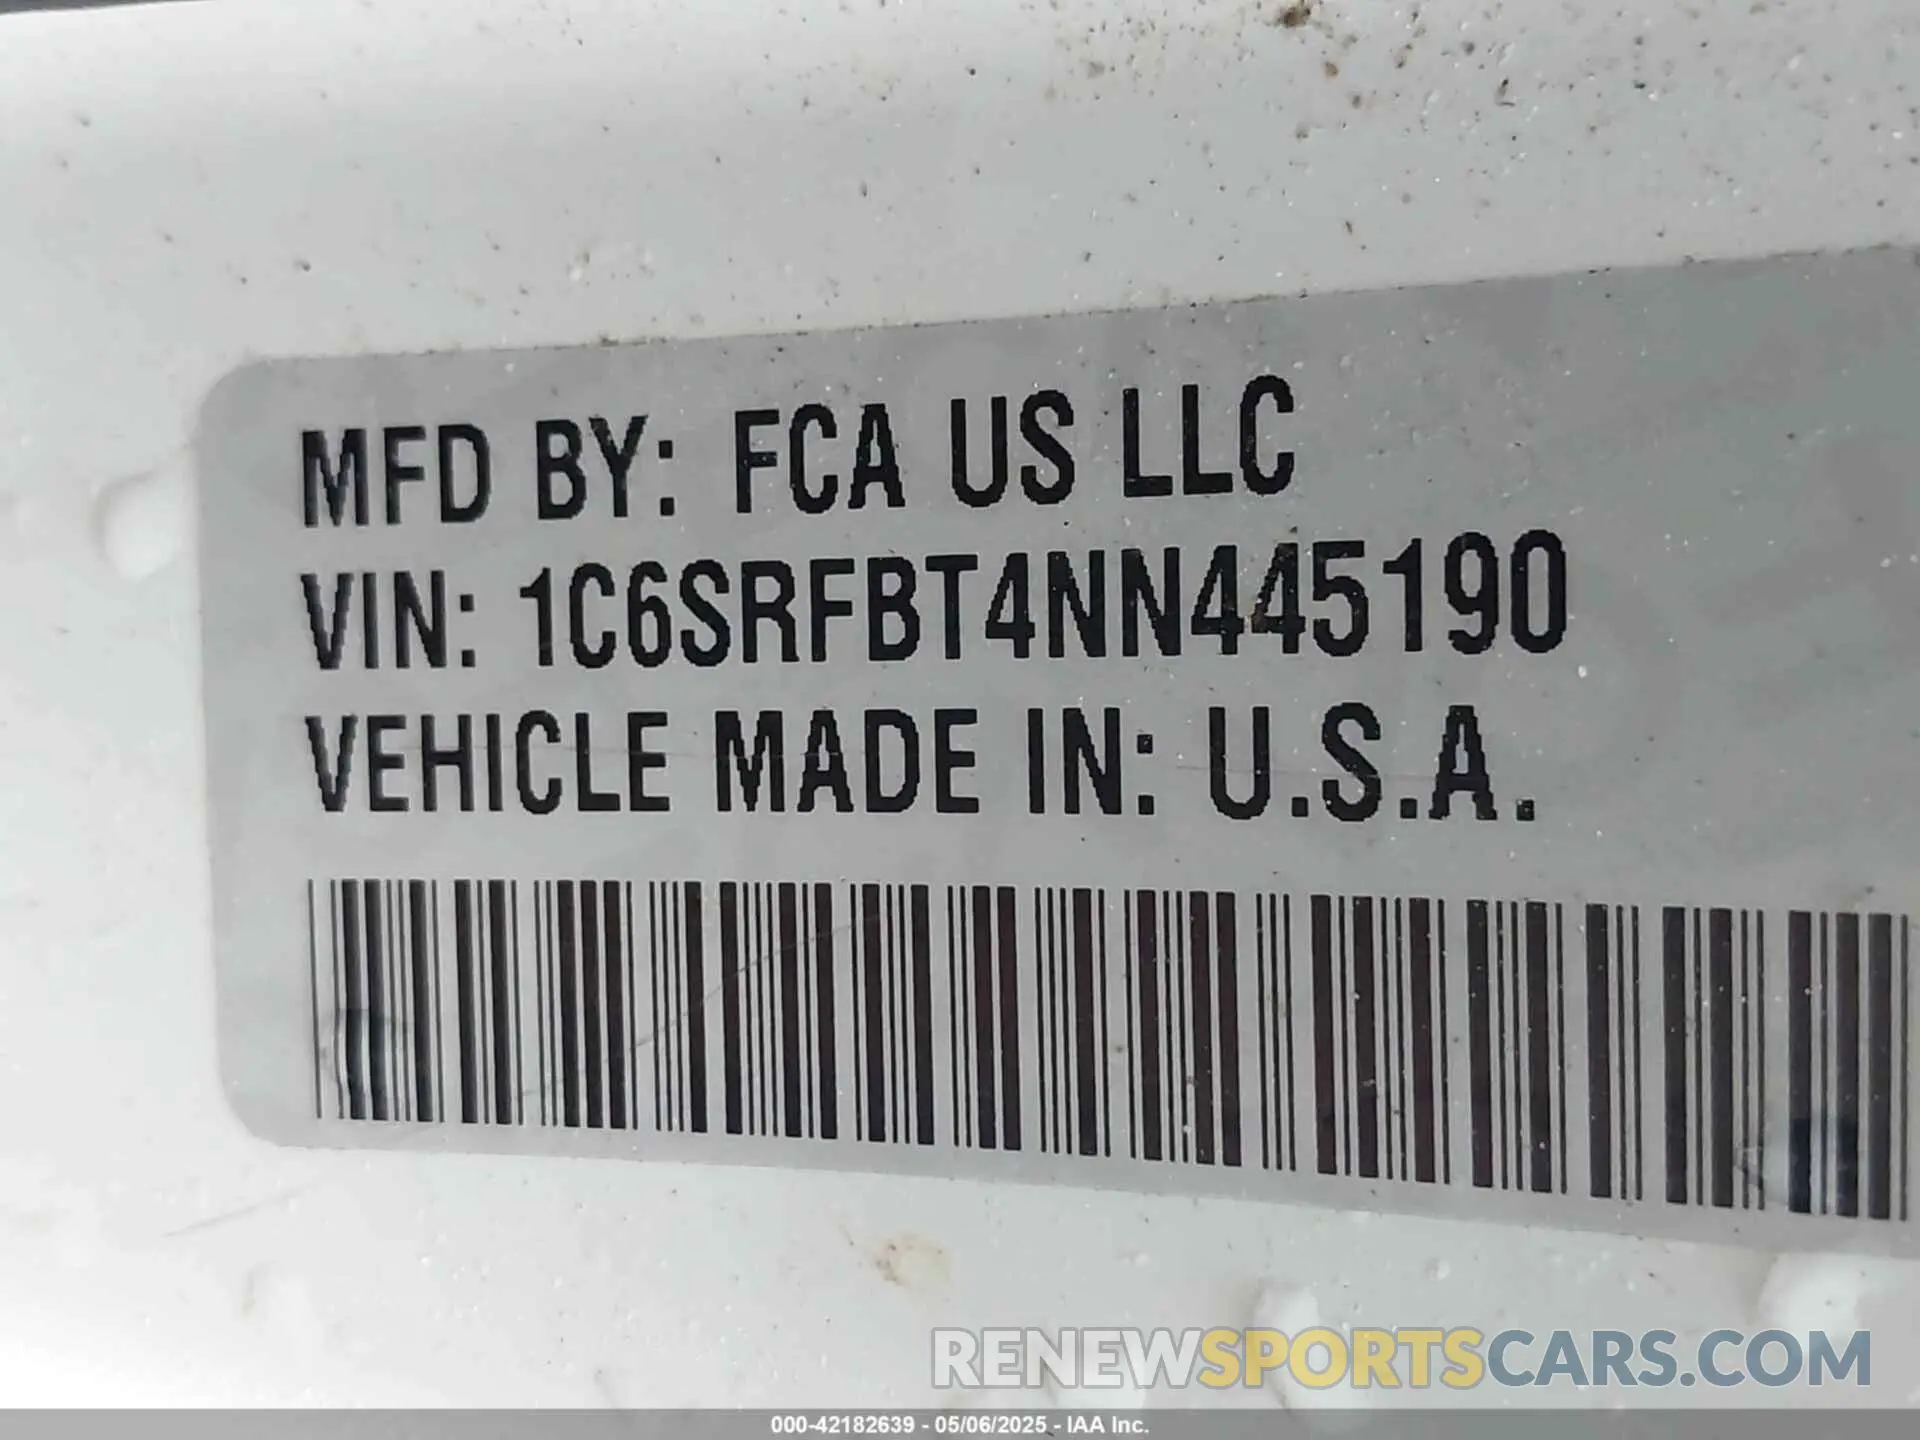 MFD BY: FCA US LLC
VIN: 1C6SRFBT4NN445190
VEHICLE MADE IN: U.S.A.
RENEWSPORTSCARS.COM
000-42182639 - 05/06/2025 - IAA Inc.